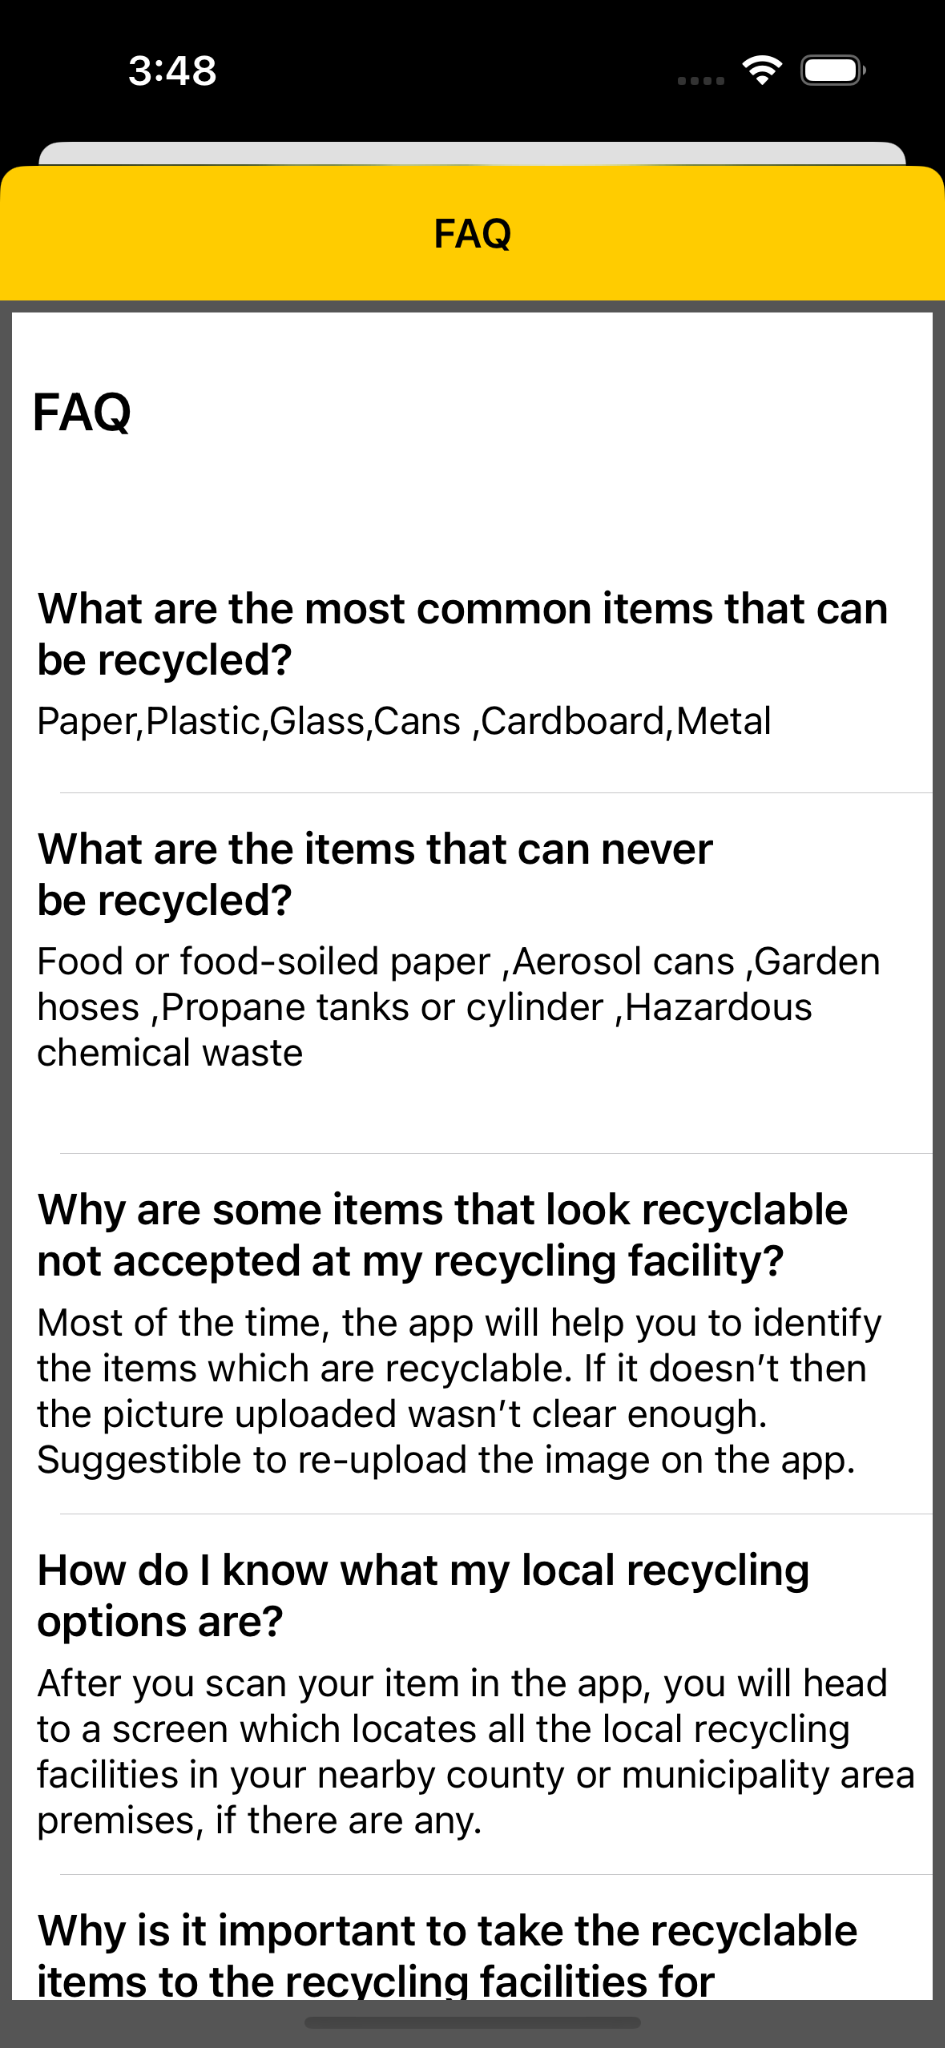 3:48
FAQ
FAQ
What are the most common items that can
be recycled?
Paper,Plastic,Glass,Cans ,Cardboard,Metal
What are the items that can never
be recycled?
Food or food-soiled paper ,Aerosol cans ,Garden
hoses ,Propane tanks or cylinder ,Hazardous
chemical waste
Why are some items that look recyclable
not accepted at my recycling facility?
Most of the time, the app will help you to identify
the items which are recyclable. If it doesn’t then
the picture uploaded wasn’t clear enough.
Suggestible to re-upload the image on the app.
How do I know what my local recycling
options are?
After you scan your item in the app, you will head
to a screen which locates all the local recycling
facilities in your nearby county or municipality area
premises, if there are any.
Why is it important to take the recyclable
items to the recycling facilities for